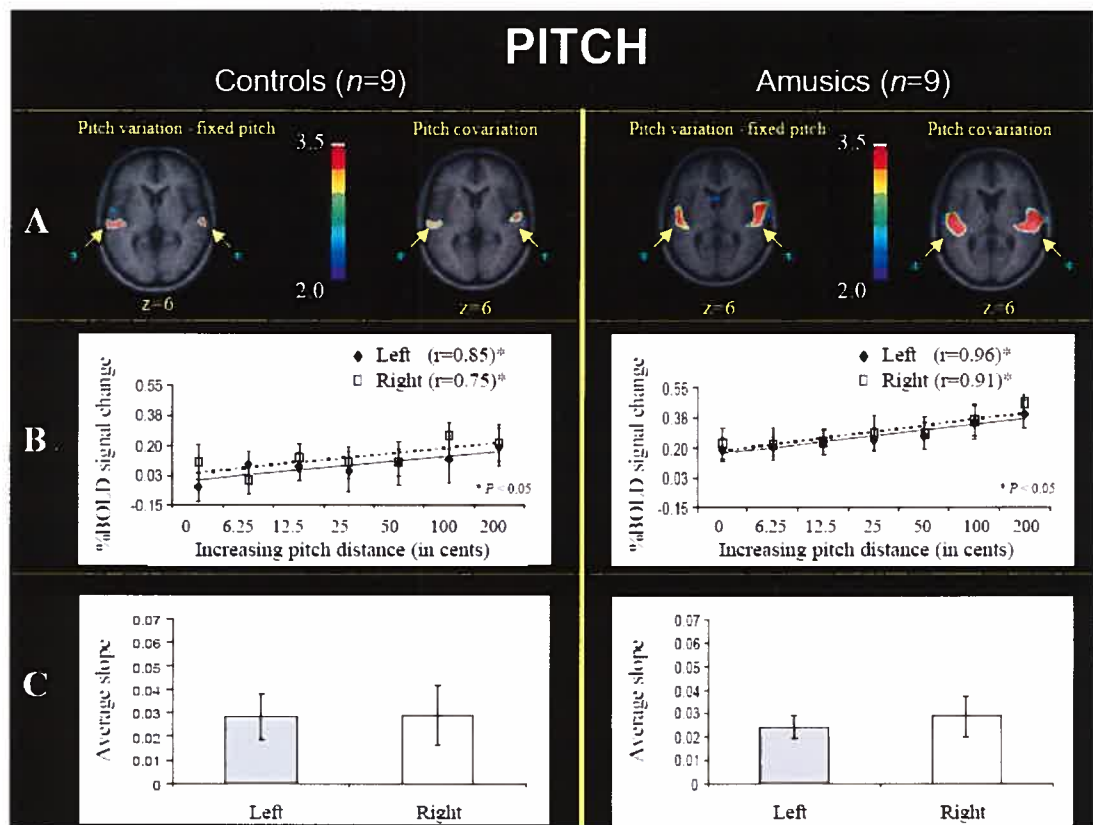 PITCH
Controls (n=9)
Amusics (n=9)
A
Pitch variation - fixed pitch
Pitch covariation
3.5
2.0
z=6
z=6
Pitch variation - fixed pitch
Pitch covariation
3.5
2.0
z=6
z=6
B
%BOLD signal change
0.55
0.38
0.20
0.03
-0.15
Left (r=0.85)*
Right (r=0.75)*
* P < 0.05
0 6.25 12.5 25 50 100 200
Increasing pitch distance (in cents)
%BOLD signal change
0.55
0.38
0.20
0.03
-0.15
Left (r=0.96)*
Right (r=0.91)*
* P < 0.05
0 6.25 12.5 25 50 100 200
Increasing pitch distance (in cents)
C
Average slope
0.07
0.06
0.05
0.04
0.03
0.02
0.01
0
Left Right
Average slope
0.07
0.06
0.05
0.04
0.03
0.02
0.01
0
Left Right